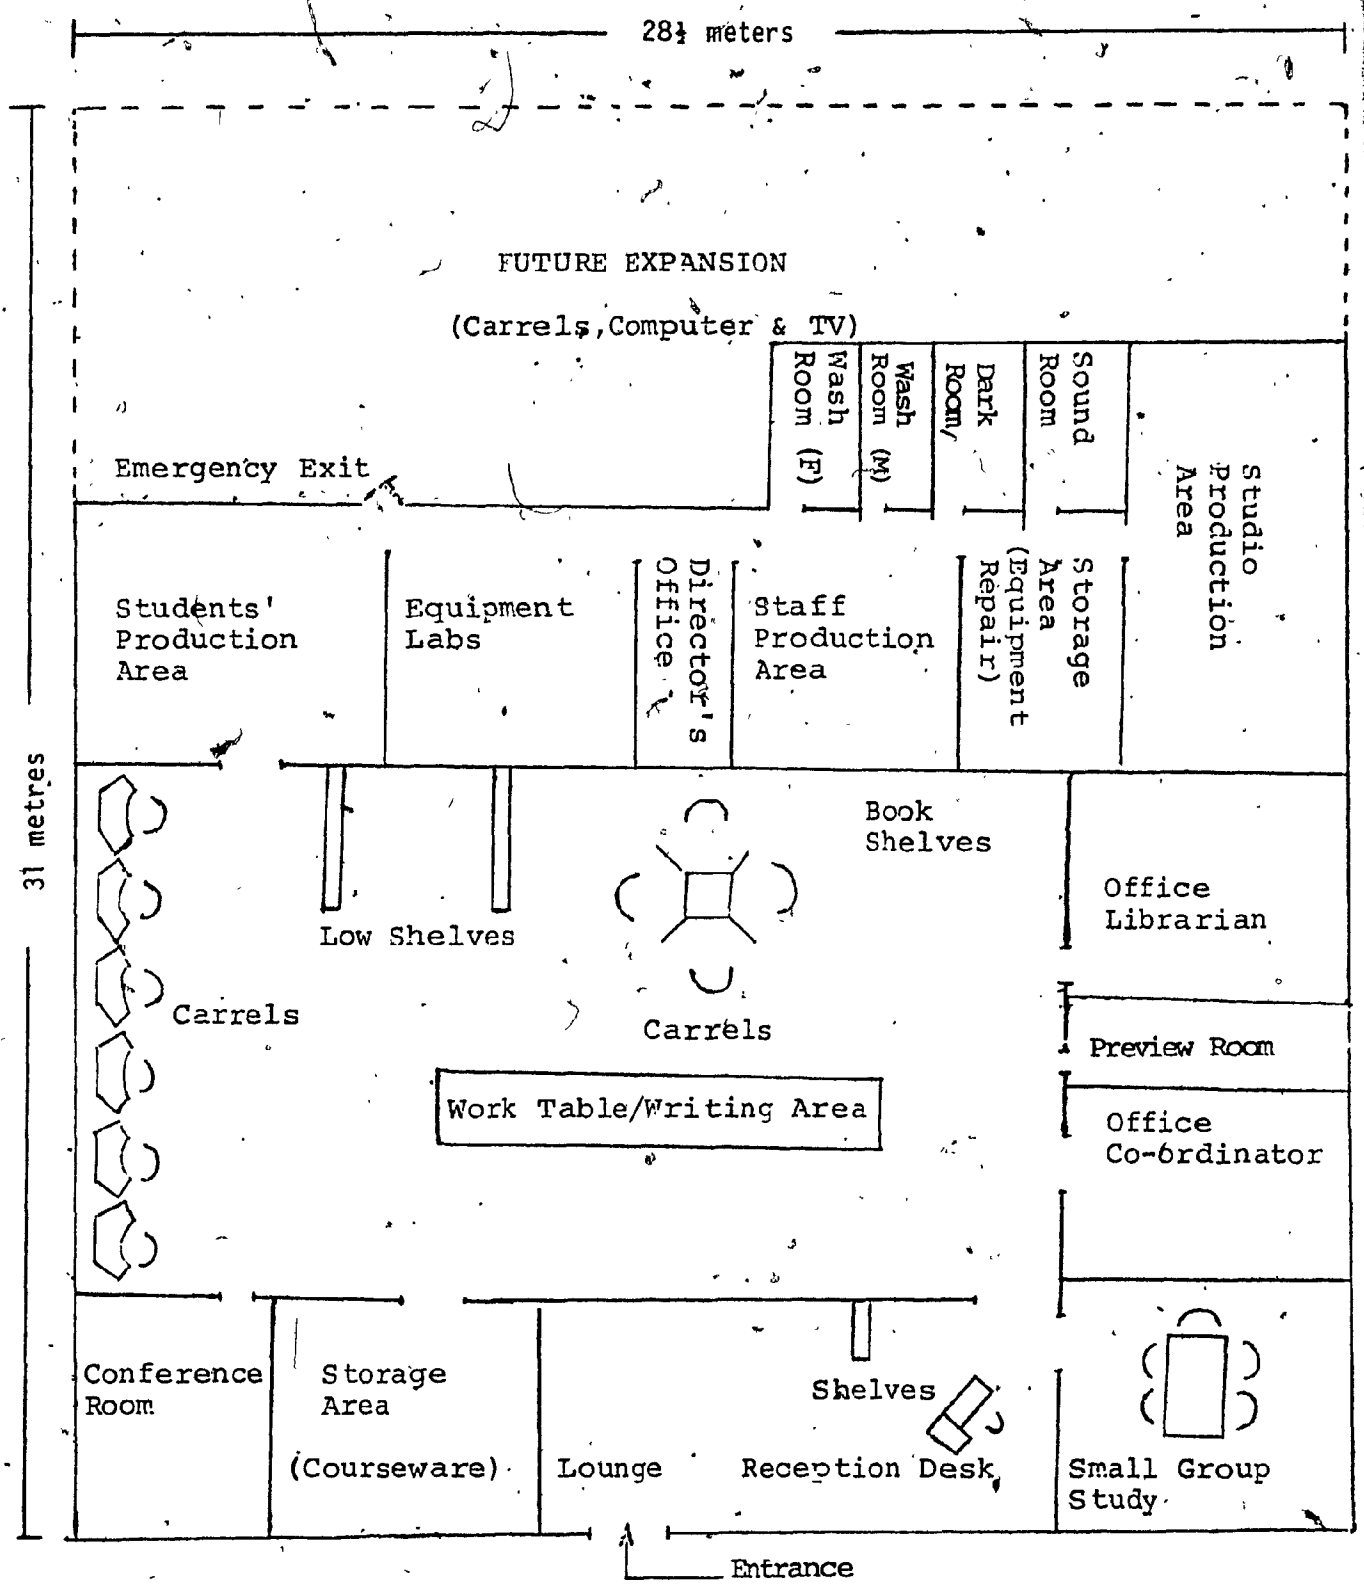 28½ meters
31 metres
FUTURE EXPANSION
(Carrels,Computer & TV)
Wash
Room (F)
Wash
Room (M)
Dark
Room
Sound
Room
Studio
Production
Area
Emergency Exit
Students'
Production
Area
Equipment
Labs
Director's
Office
Staff
Production
Area
Storage
Area
(Equipment
Repair)
Book
Shelves
Office
Librarian
Low Shelves
Carrels
Carrels
Preview Room
Work Table/Writing Area
Office
Co-ordinator
Conference
Room
Storage
Area
(Courseware)
Lounge
Shelves
Reception Desk
Small Group
Study
Entrance